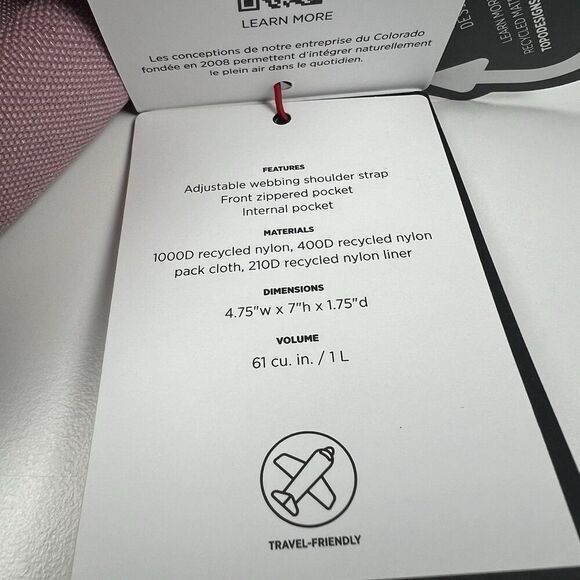 LEARN MORE
Les conceptions de notre entreprise du Colorado
fondée en 2008 permettent d'intégrer naturellement
le plein air dans le quotidien.
LEARN MORE
RECYCLED
TOPODESIGNS
FEATURES
Adjustable webbing shoulder strap
Front zippered pocket
Internal pocket
MATERIALS
1000D recycled nylon, 400D recycled nylon
pack cloth, 210D recycled nylon liner
DIMENSIONS
4.75"w x 7"h x 1.75"d
VOLUME
61 cu. in. / 1 L
TRAVEL-FRIENDLY